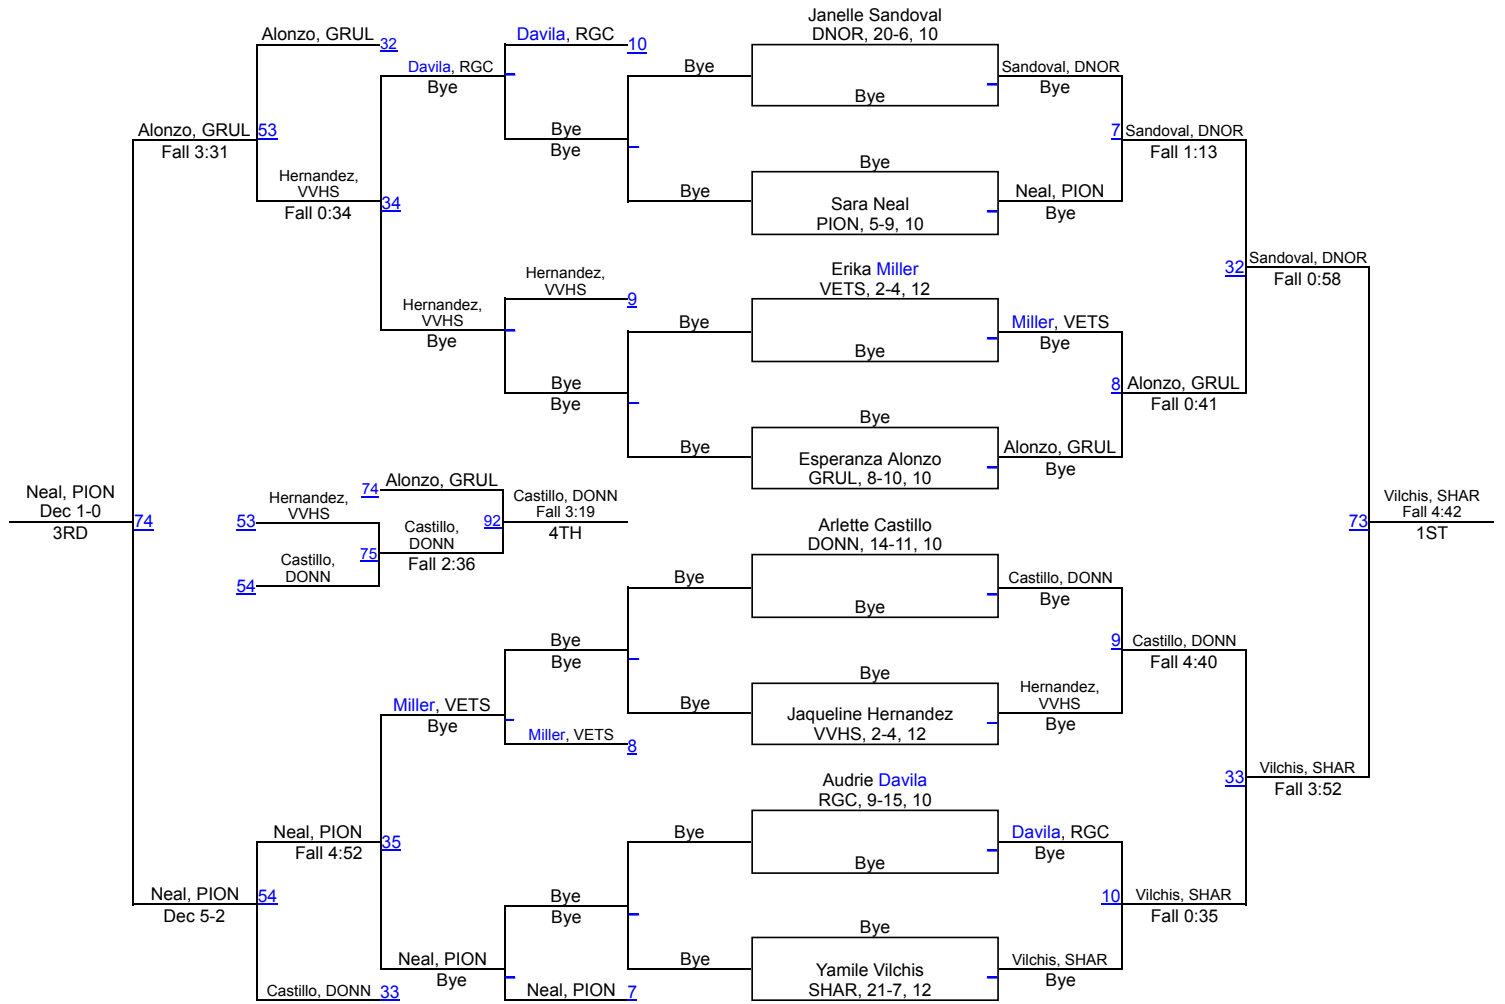 Janelle Sandoval
DNOR, 20-6, 10
Alonzo, GRUL
32
Davila, RGC
10
Davila, RGC
Bye
Bye
Bye
Sandoval, DNOR
Bye
Alonzo, GRUL
53
Fall 3:31
Bye
Bye
7
Sandoval, DNOR
Fall 1:13
Hernandez,
VVHS
Fall 0:34
34
Bye
Bye
Sara Neal
PION, 5-9, 10
Neal, PION
Bye
Hernandez,
VVHS
9
Erika Miller
VETS, 2-4, 12
32
Sandoval, DNOR
Fall 0:58
Hernandez,
VVHS
Bye
Bye
Bye
Miller, VETS
Bye
Bye
Bye
8
Alonzo, GRUL
Fall 0:41
Bye
Bye
Esperanza Alonzo
GRUL, 8-10, 10
Alonzo, GRUL
Bye
Neal, PION
Dec 1-0
74
3RD
74
Alonzo, GRUL
Hernandez,
VVHS
53
Castillo,
DONN
75
Fall 2:36
Castillo,
DONN
54
92
Castillo, DONN
Fall 3:19
4TH
73
Vilchis, SHAR
Fall 4:42
1ST
Arlette Castillo
DONN, 14-11, 10
Bye
Bye
Castillo, DONN
Bye
Bye
Bye
9
Castillo, DONN
Fall 4:40
Miller, VETS
Bye
Miller, VETS
8
Bye
Bye
Jaqueline Hernandez
VVHS, 2-4, 12
Hernandez,
VVHS
Bye
33
Vilchis, SHAR
Fall 3:52
Audrie Davila
RGC, 9-15, 10
Neal, PION
35
Fall 4:52
Bye
Bye
Davila, RGC
Bye
Neal, PION
54
Dec 5-2
Bye
Bye
10
Vilchis, SHAR
Fall 0:35
Neal, PION
Bye
Bye
Bye
Yamile Vilchis
SHAR, 21-7, 12
Vilchis, SHAR
Bye
Castillo, DONN
33
Neal, PION
7